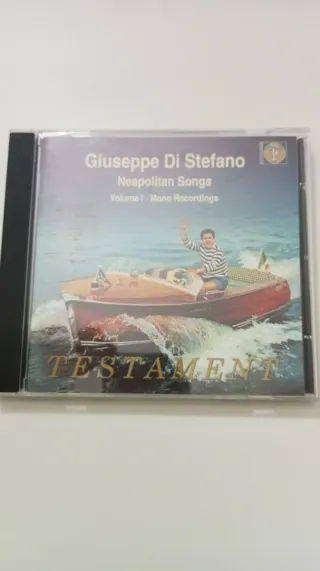 Giuseppe Di Stefano
Neapolitan Songs
Volume I - Mono Recordings
TESTAMENT